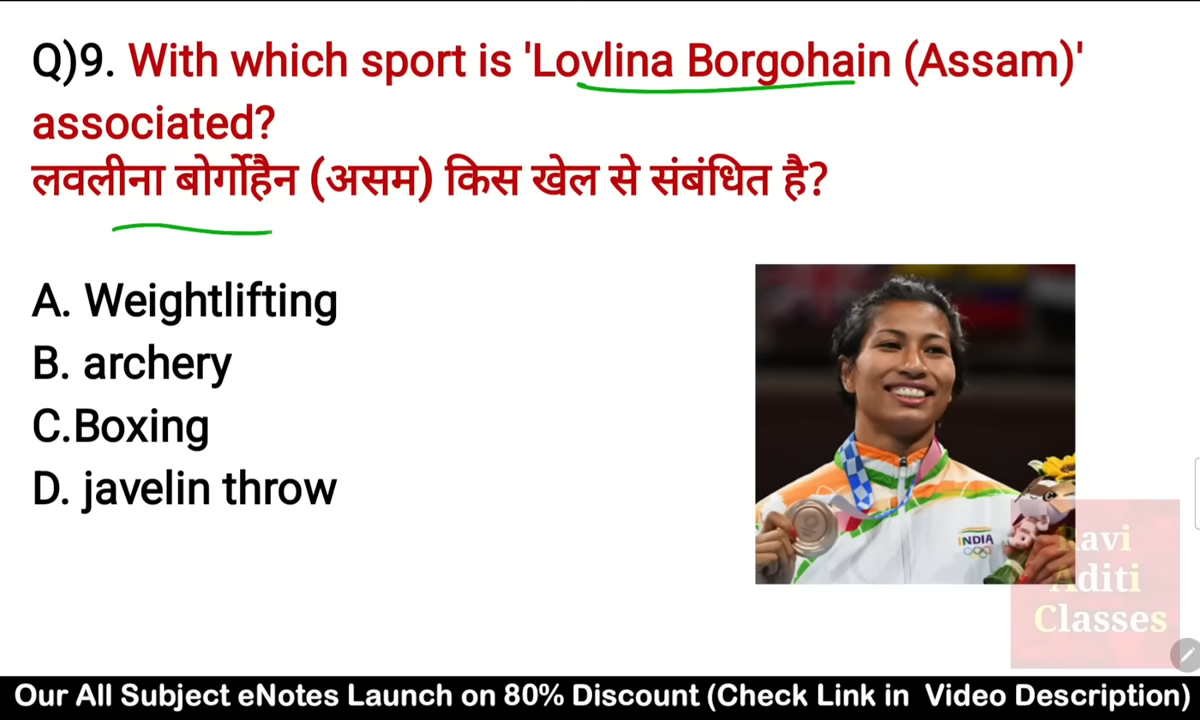 Q)9. With which sport is 'Lovlina Borgohain (Assam)'
associated?
लवलीना बोर्गोहैन (असम) किस खेल से संबंधित है?
A. Weightlifting
B. archery
C.Boxing
D. javelin throw
INDIA
Ravi
Aditi
Classes
Our All Subject eNotes Launch on 80% Discount (Check Link in Video Description)